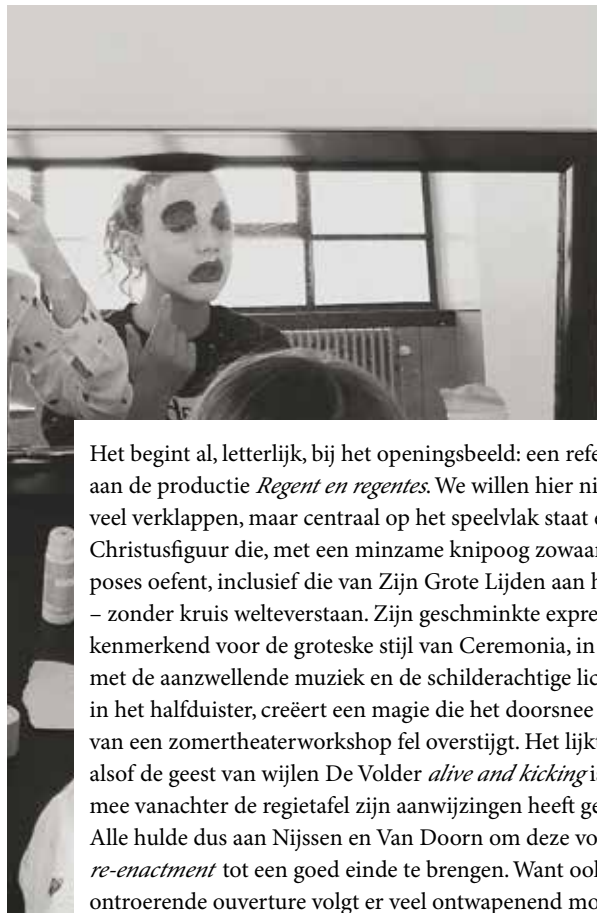 Het begint al, letterlijk, bij het openingsbeeld: een refe
aan de productie Regent en regentes. We willen hier ni
veel verklappen, maar centraal op het speelvlak staat
Christusfiguur die, met een minzame knipoog zowaar
poses oefent, inclusief die van Zijn Grote Lijden aan h
– zonder kruis welteverstaan. Zijn geschminkte expre
kenmerkend voor de groteske stijl van Ceremonia, in
met de aanzwellende muziek en de schilderachtige lic
in het halfduister, creëert een magie die het doorsnee
van een zomertheaterworkshop fel overstijgt. Het lijkt
alsof de geest van wijlen De Volder alive and kicking
mee vanachter de regietafel zijn aanwijzingen heeft ge
Alle hulde dus aan Nijssen en Van Doorn om deze vo
re-enactment tot een goed einde te brengen. Want ook
ontroerende ouverture volgt er veel ontwapenend mo